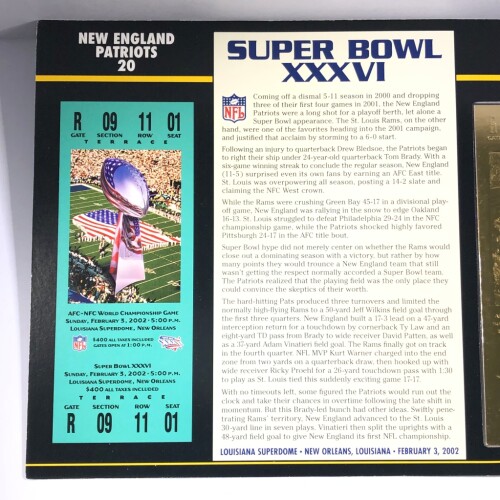 NEW ENGLAND
PATRIOTS
20
R 09 11 01
GATE SECTION ROW SEAT
TERRACE
AFC-NFC WORLD CHAMPIONSHIP GAME
SUNDAY, FEBRUARY 3, 2002 - 5:00 P.M.
LOUISIANA SUPERDOME, NEW ORLEANS
$400 ALL TAXES INCLUDED
GATES OPEN AT 1:00 P.M.
SUPER BOWL XXXVI
SUNDAY, FEBRUARY 3, 2002 - 5:00 P.M.
LOUISIANA SUPERDOME, NEW ORLEANS
$400 ALL TAXES INCLUDED
TERRACE
GATE SECTION ROW SEAT
R 09 11 01
SUPER BOWL
XXXVI
NFL
Coming off a dismal 5-11 season in 2000 and dropping
three of their first four games in 2001, the New England
Patriots were a long shot for a playoff berth, let alone a
Super Bowl appearance. The St. Louis Rams, on the other
hand, were one of the favorites heading into the 2001 campaign,
and justified that acclaim by storming to a 6-0 start.
Following an injury to quarterback Drew Bledsoe, the Patriots began
to right their ship under 24-year-old quarterback Tom Brady. With a
six-game winning streak to conclude the regular season, New England
(11-5) surprised even its own fans by earning an AFC East title.
St. Louis was overpowering all season, posting a 14-2 slate and
claiming the NFC West crown.
While the Rams were crushing Green Bay 45-17 in a divisional play-
off game, New England was rallying in the snow to edge Oakland
16-13. St. Louis struggled to defeat Philadelphia 29-24 in the NFC
championship game, while the Patriots shocked highly favored
Pittsburgh 24-17 in the AFC title bout.
Super Bowl hype did not merely center on whether the Rams would
close out a dominating season with a victory, but rather by how
many points they would trounce a New England team that still
wasn't getting the respect normally accorded a Super Bowl team.
The Patriots realized that the playing field was the only place they
could convince the skeptics of their worth.
The hard-hitting Pats produced three turnovers and limited the
normally high-flying Rams to a 50-yard Jeff Wilkins field goal through
the first three quarters. New England built a 17-3 lead on a 47-yard
interception return for a touchdown by cornerback Ty Law and an
eight-yard TD pass from Brady to wide receiver David Patten, as well
as a 37-yard Adam Vinatieri field goal. The Rams finally got on track
in the fourth quarter. NFL MVP Kurt Warner charged into the end
zone from two yards on a quarterback draw, then hooked up with
wide receiver Ricky Proehl for a 26-yard touchdown pass with 1:30
to play as St. Louis tied this suddenly exciting game 17-17.
With no timeouts left, some figured the Patriots would run out the
clock and take their chances in overtime following the late shift in
momentum. But this Brady-led bunch had other ideas. Swiftly pene-
trating Rams' territory, New England advanced to the St. Louis
30-yard line in seven plays. Vinatieri then split the uprights with a
48-yard field goal to give New England its first NFL championship.
LOUISIANA SUPERDOME • NEW ORLEANS, LOUISIANA • FEBRUARY 3, 2002